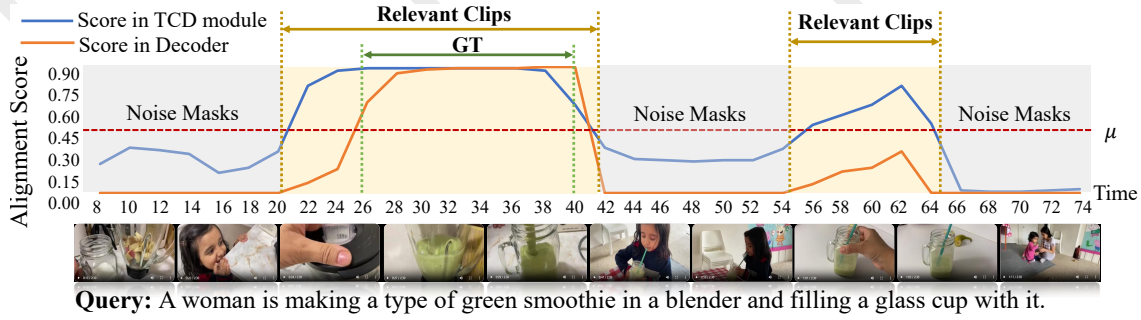 Score in TCD module
Score in Decoder
Relevant Clips
Relevant Clips
GT
Alignment Score
0.90
0.75
0.60
0.45
0.30
0.15
0.00
Noise Masks
Noise Masks
Noise Masks
μ
Time
8 10 12 14 16 18 20 22 24 26 28 30 32 34 36 38 40 42 44 46 48 50 52 54 56 58 60 62 64 66 68 70 72 74
Query: A woman is making a type of green smoothie in a blender and filling a glass cup with it.